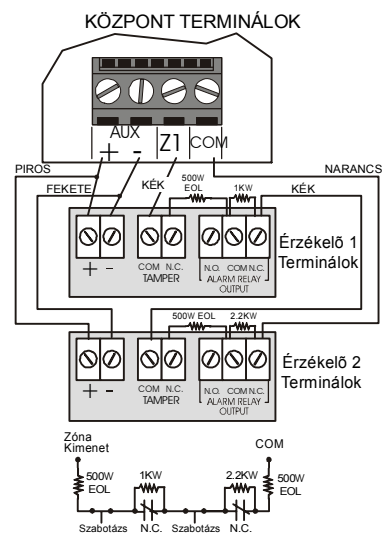 KÖZPONT TERMINÁLOK
AUX
+ - Z1 COM
PIROS
NARANCS
FEKETE
KÉK
500W
EOL
1KW
KÉK
Érzékelõ 1
Terminálok
+ -
COM N.C.
TAMPER
N.O. COM N.C.
ALARM RELAY
OUTPUT
500W EOL
2.2KW
Érzékelõ 2
Terminálok
+ -
COM N.C.
TAMPER
N.O. COM N.C.
ALARM RELAY
OUTPUT
Zóna
Kimenet
COM
500W
EOL
1KW
2.2KW
500W
EOL
Szabotázs
N.C.
Szabotázs
N.C.